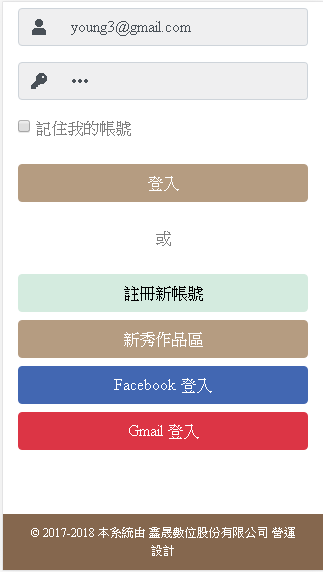 young3@gmail.com
•••
記住我的帳號
登入
或
註冊新帳號
新秀作品區
Facebook 登入
Gmail 登入
© 2017-2018 本系統由 鑫晟數位股份有限公司 營運
設計